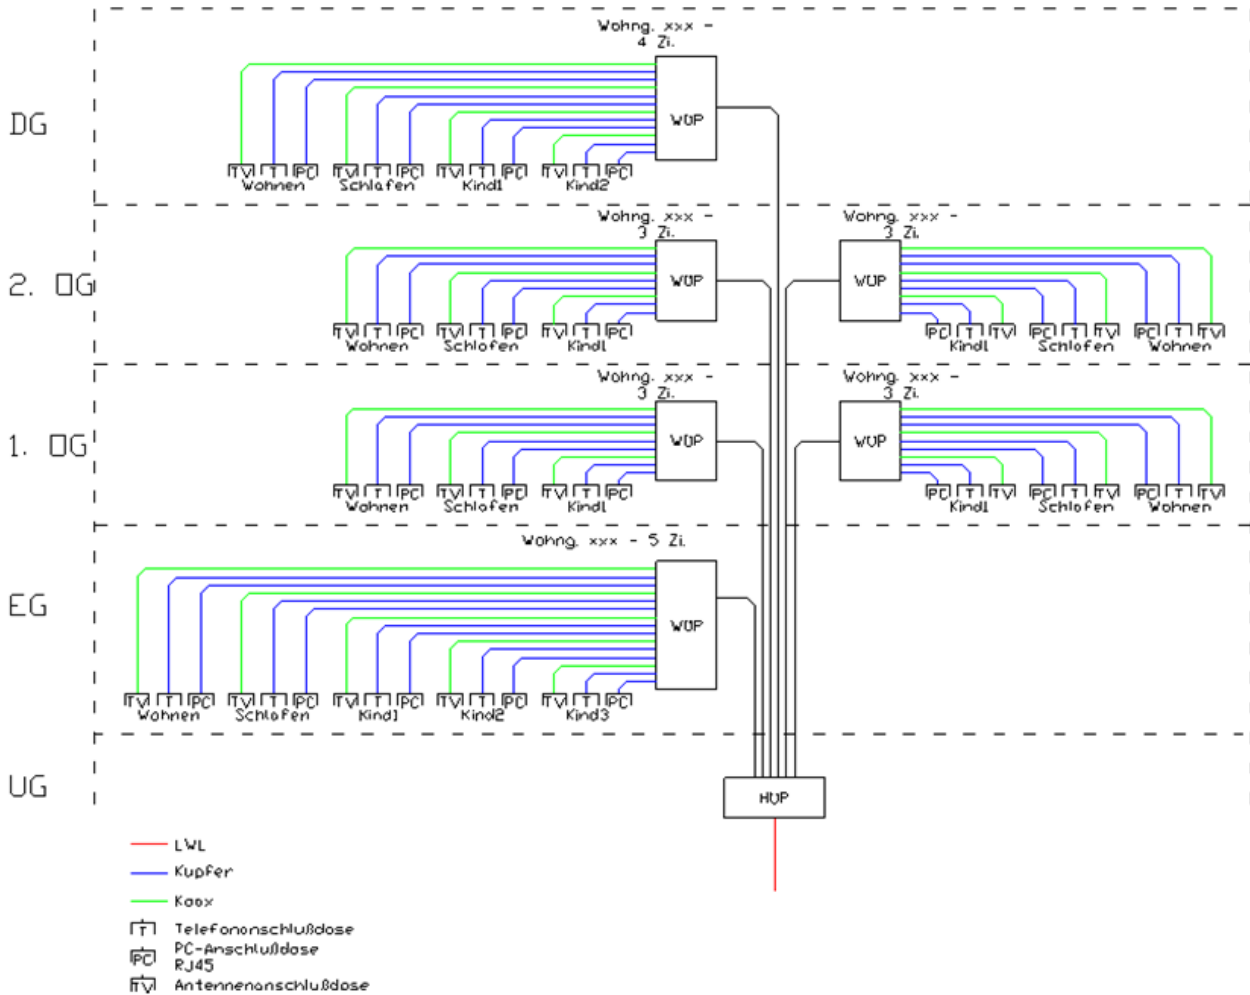 Wohng. xxx -
4 Zi.
DG
WÜP
TV T PC TV T PC TV T PC TV T PC
Wohnen Schlafen Kind1 Kind2
Wohng. xxx -
3 Zi.
Wohng. xxx -
3 Zi.
2. OG
WÜP
WÜP
TV T PC TV T PC TV T PC
Wohnen Schlafen Kind1
PC T TV PC T TV PC T TV
Kind1 Schlafen Wohnen
Wohng. xxx -
3 Zi.
Wohng. xxx -
3 Zi.
1. OG
WÜP
WÜP
TV T PC TV T PC TV T PC
Wohnen Schlafen Kind1
PC T TV PC T TV PC T TV
Kind1 Schlafen Wohnen
Wohng. xxx - 5 Zi.
EG
WÜP
TV T PC TV T PC TV T PC TV T PC TV T PC
Wohnen Schlafen Kind1 Kind2 Kind3
UG
HÜP
LWL
Kupfer
Koax
T Telefonanschlußdose
PC PC-Anschlußdose
RJ45
TV Antennenanschlußdose